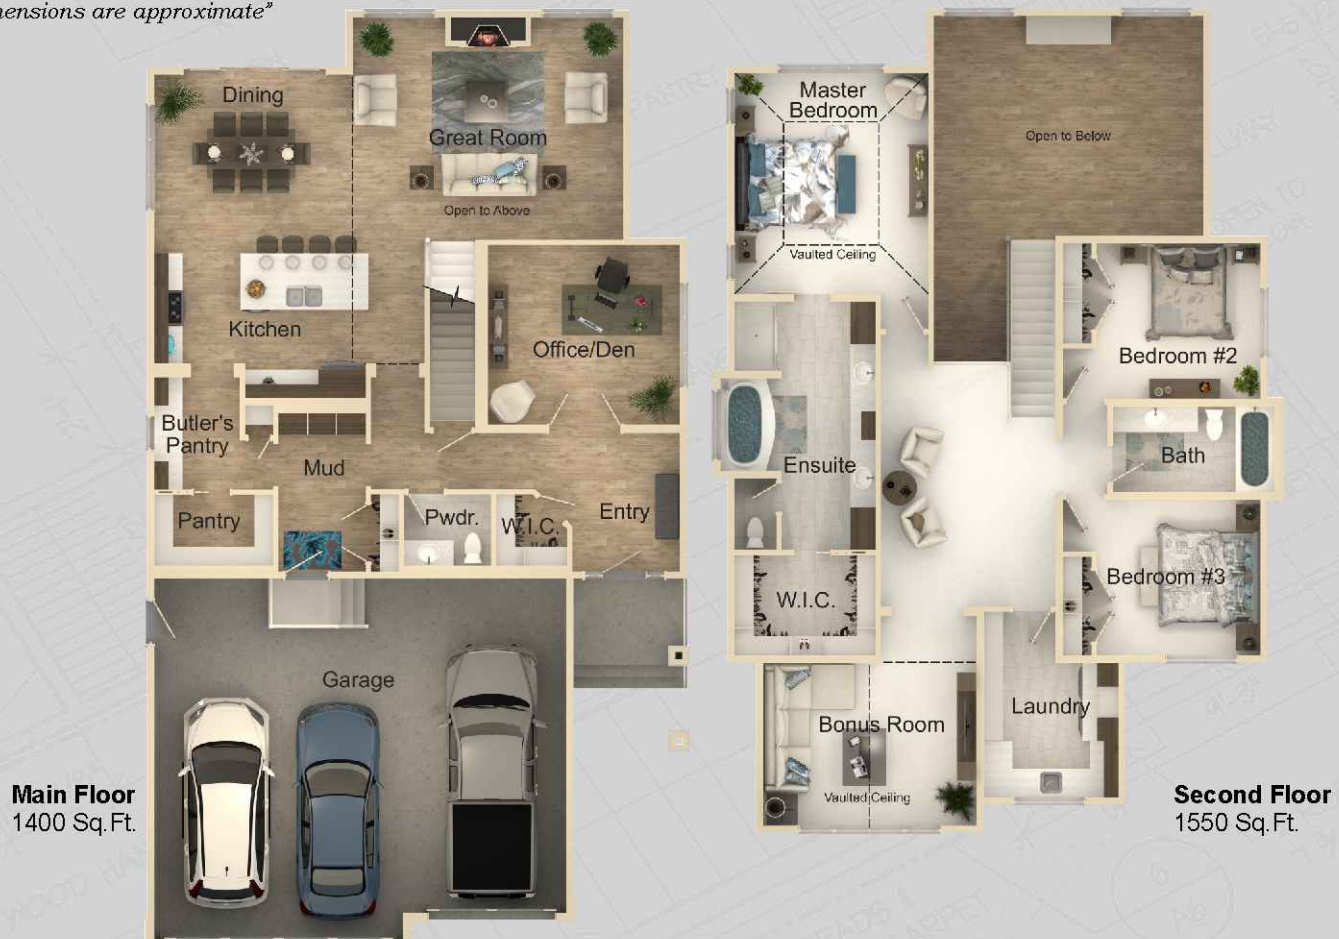 mensions are approximate"
Dining
Great Room
Open to Above
Kitchen
Office/Den
Butler's
Pantry
Mud
Pantry
Pwdr.
W.I.C.
Entry
Garage
Main Floor
1400 Sq.Ft.
Master
Bedroom
Vaulted Ceiling
Open to Below
Bedroom #2
Ensuite
Bath
W.I.C.
Bedroom #3
Bonus Room
Vaulted Ceiling
Laundry
Second Floor
1550 Sq.Ft.